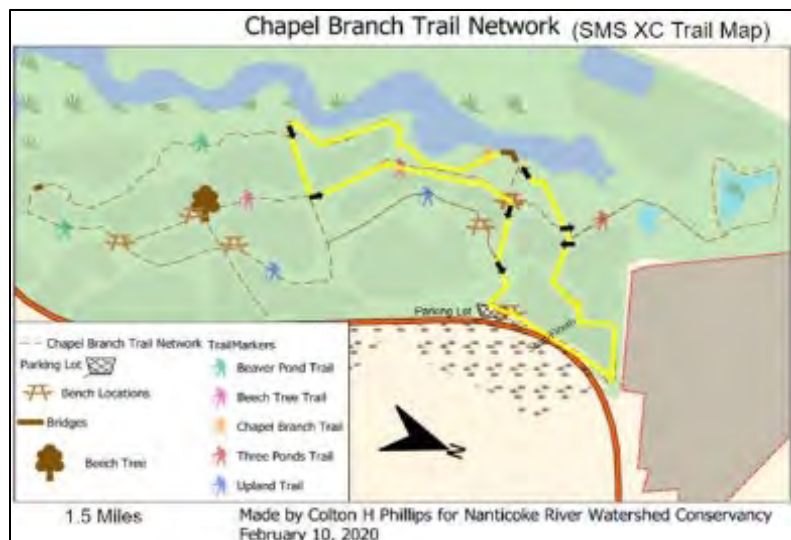 Chapel Branch Trail Network (SMS XC Trail Map)
Parking Lot
Chapel Branch Trail Network
Parking Lot
Bench Locations
Bridges
Beech Tree
TrailMarkers
Beaver Pond Trail
Beech Tree Trail
Chapel Branch Trail
Three Ponds Trail
Upland Trail
N
1.5 Miles
Made by Colton H Phillips for Nanticoke River Watershed Conservancy
February 10, 2020